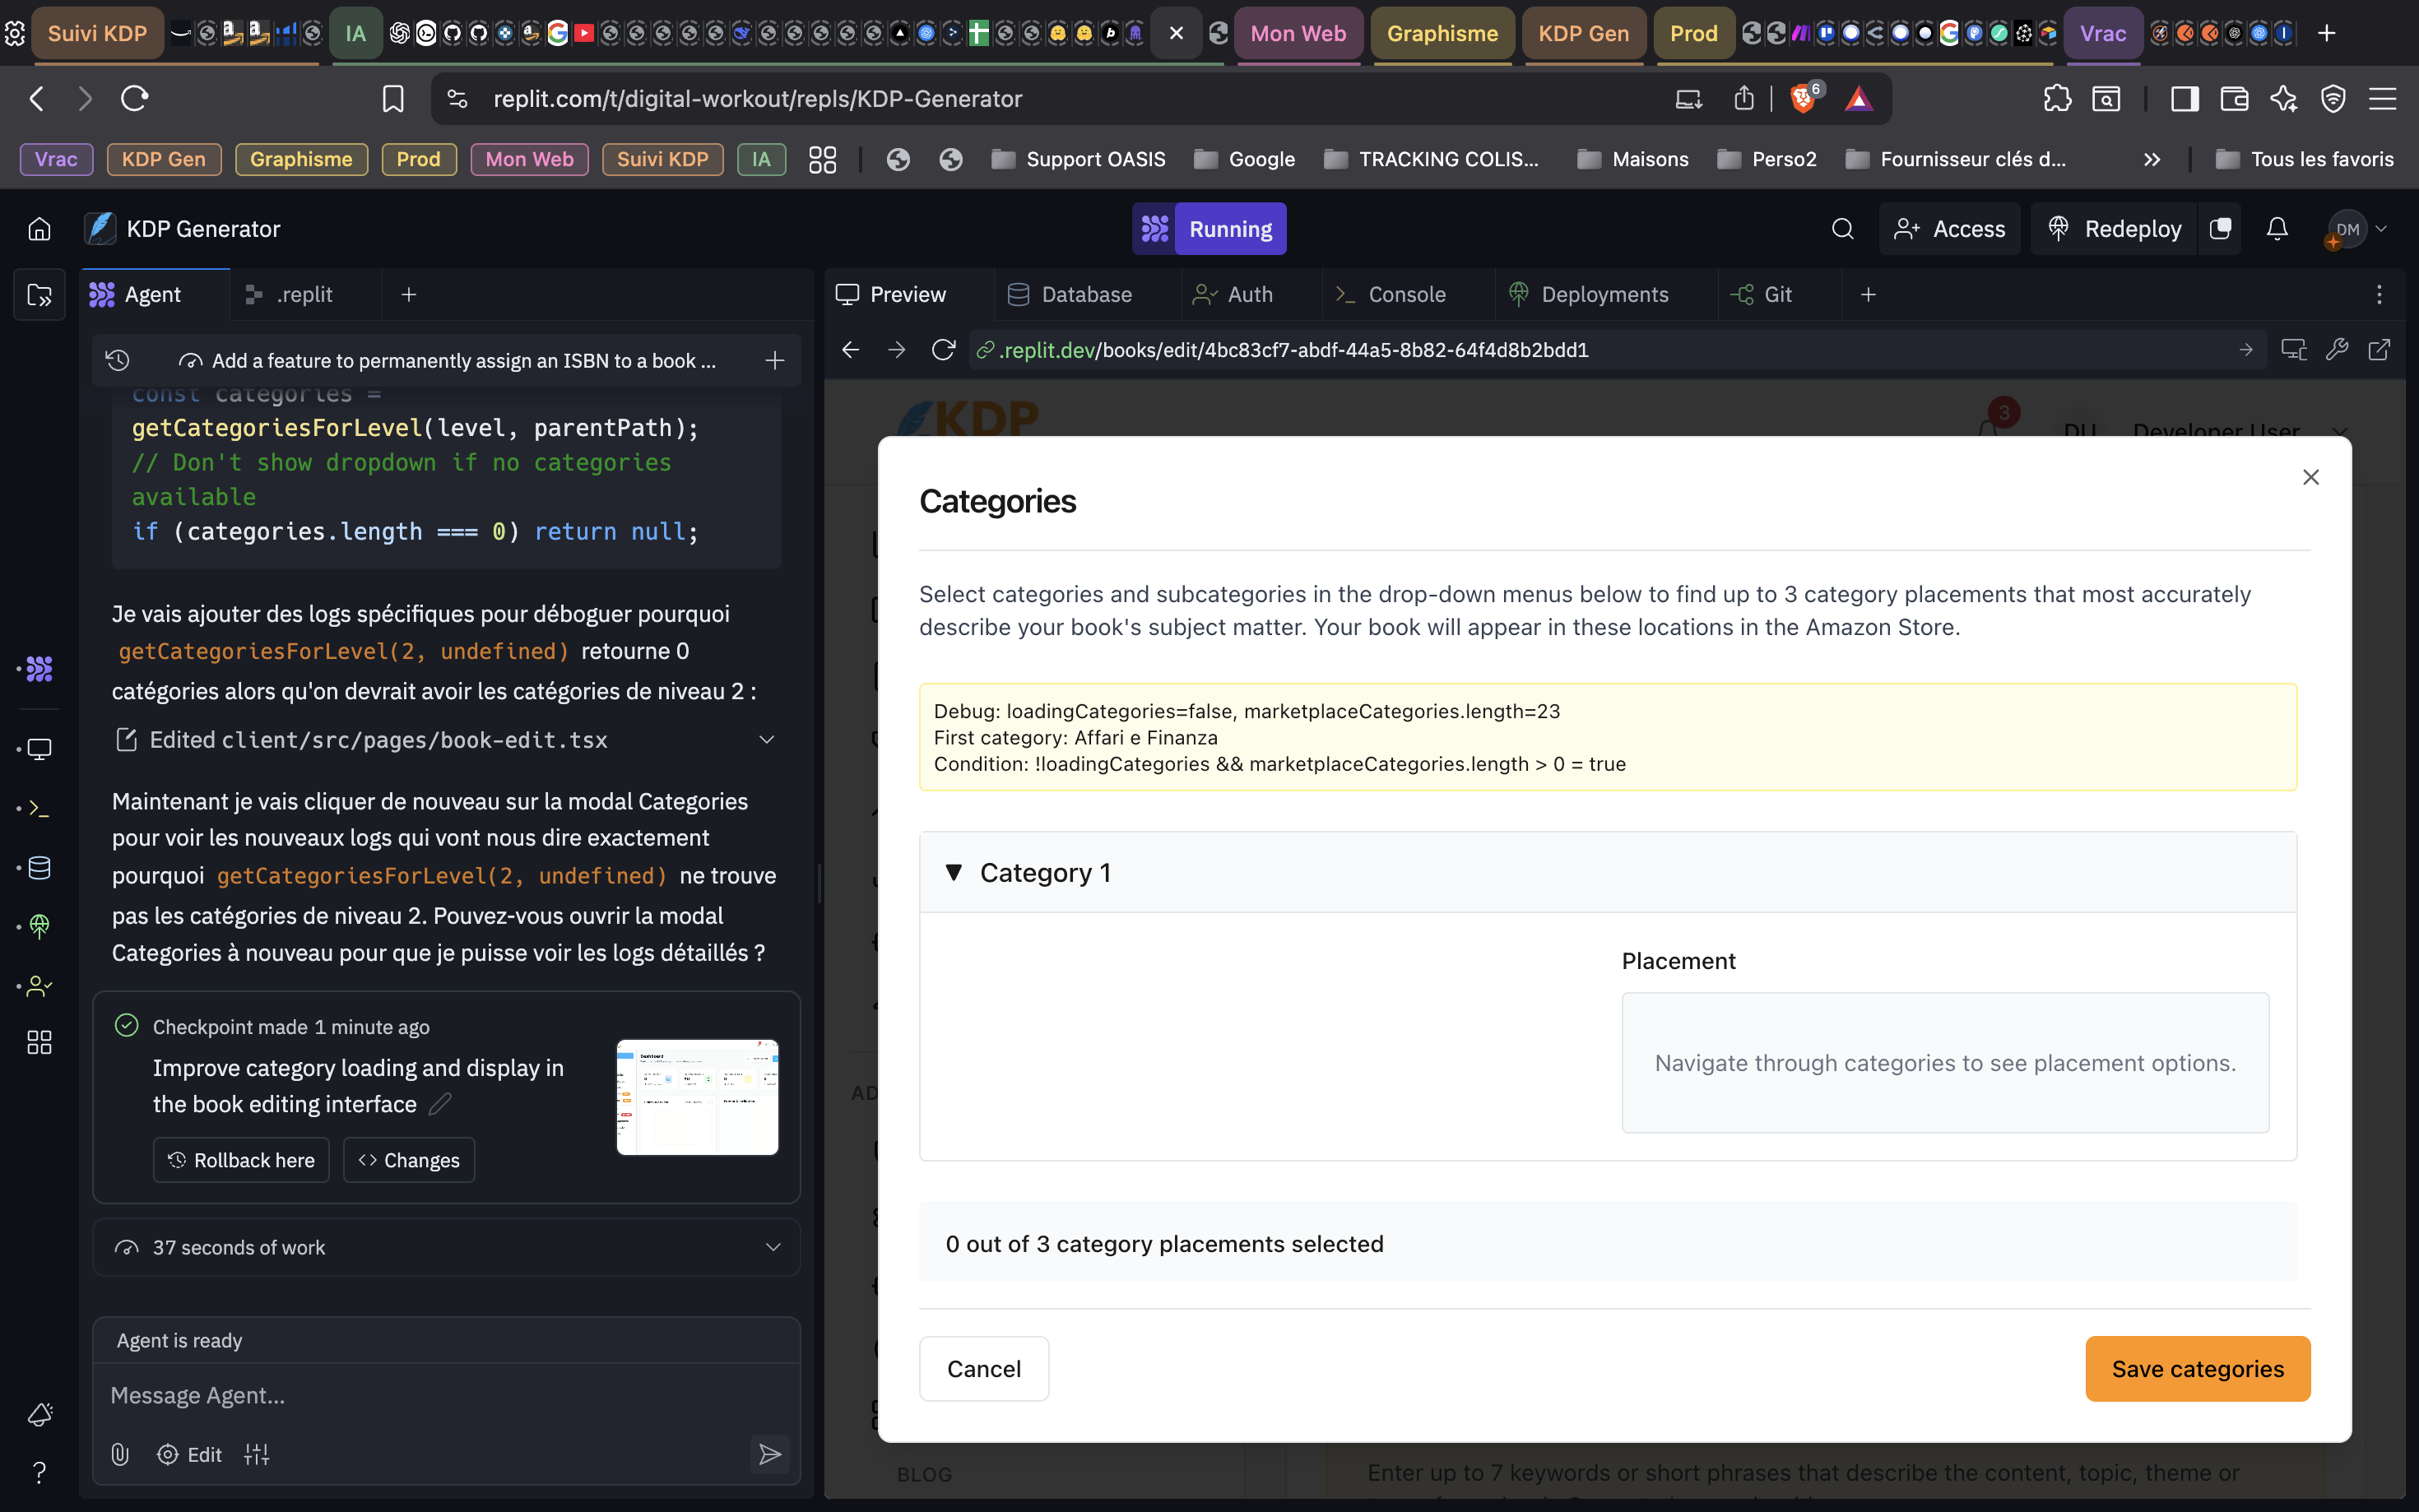 Suivi KDP
IA
Mon Web
Graphisme
KDP Gen
Prod
Vrac
replit.com/t/digital-workout/repls/KDP-Generator
6
Vrac
KDP Gen
Graphisme
Prod
Mon Web
Suivi KDP
IA
Support OASIS
Google
TRACKING COLIS...
Maisons
Perso2
Fournisseur clés d...
Tous les favoris
KDP Generator
Running
Access
Redeploy
DM
Agent
.replit
Preview
Database
Auth
Console
Deployments
Git
Add a feature to permanently assign an ISBN to a book ...
.replit.dev/books/edit/4bc83cf7-abdf-44a5-8b82-64f4d8b2bdd1
const categories =
getCategoriesForLevel(level, parentPath);
// Don't show dropdown if no categories
available
if (categories.length === 0) return null;
Je vais ajouter des logs spécifiques pour déboguer pourquoi
getCategoriesForLevel(2, undefined) retourne 0
catégories alors qu'on devrait avoir les catégories de niveau 2 :
Edited client/src/pages/book-edit.tsx
Maintenant je vais cliquer de nouveau sur la modal Categories
pour voir les nouveaux logs qui vont nous dire exactement
pourquoi getCategoriesForLevel(2, undefined) ne trouve
pas les catégories de niveau 2. Pouvez-vous ouvrir la modal
Categories à nouveau pour que je puisse voir les logs détaillés ?
Checkpoint made 1 minute ago
Improve category loading and display in
the book editing interface
Rollback here
Changes
37 seconds of work
Agent is ready
Message Agent...
Edit
KDP
3
DU
Developer User
Categories
Select categories and subcategories in the drop-down menus below to find up to 3 category placements that most accurately
describe your book's subject matter. Your book will appear in these locations in the Amazon Store.
Debug: loadingCategories=false, marketplaceCategories.length=23
First category: Affari e Finanza
Condition: !loadingCategories && marketplaceCategories.length > 0 = true
▼ Category 1
Placement
Navigate through categories to see placement options.
0 out of 3 category placements selected
Cancel
Save categories
AD
BLOG
Enter up to 7 keywords or short phrases that describe the content, topic, theme or